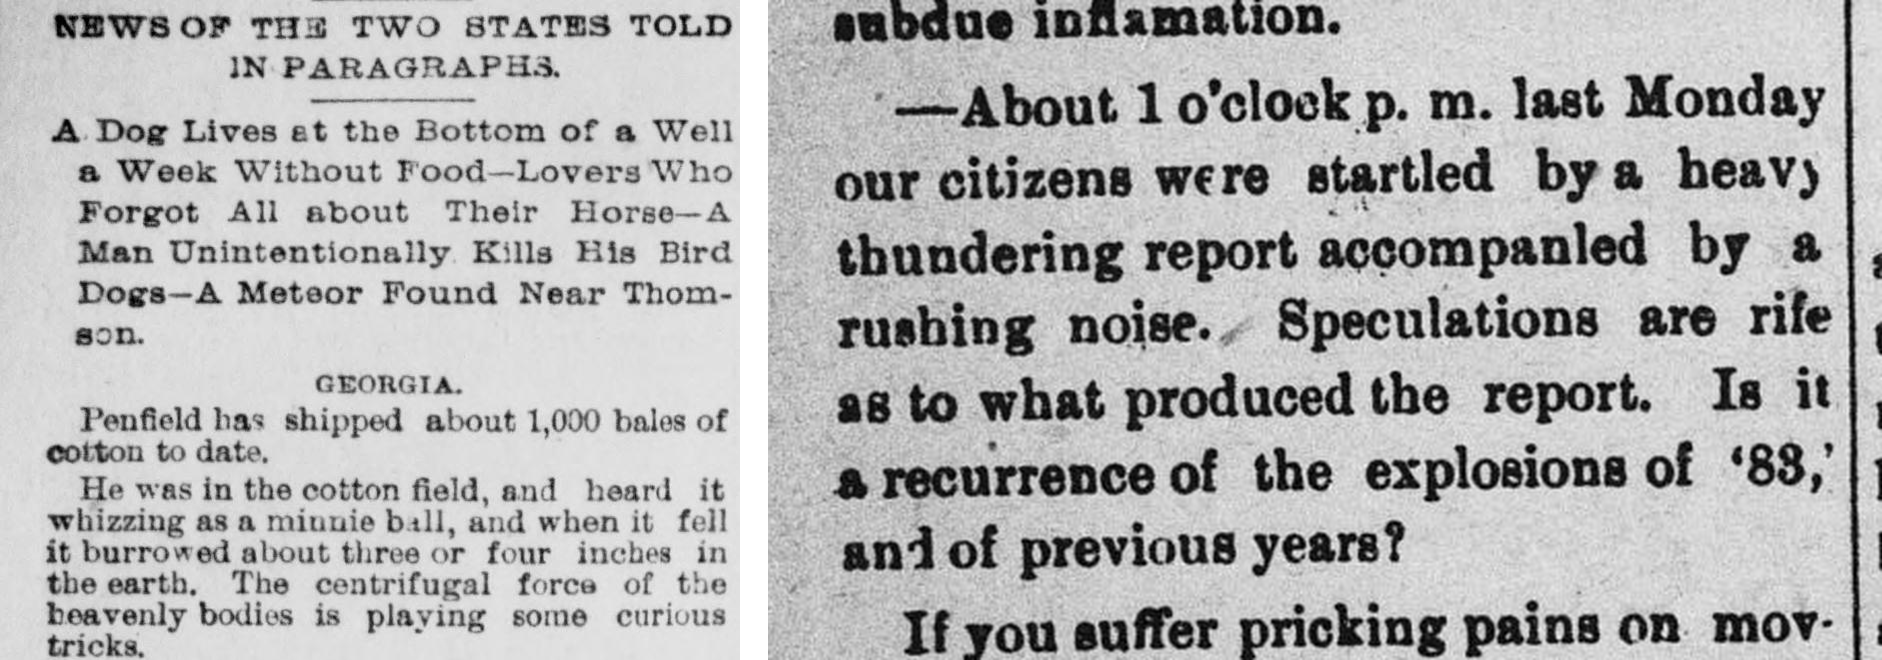 NEWS OF THE TWO STATES TOLD
IN PARAGRAPHS.
A Dog Lives at the Bottom of a Well
a Week Without Food—Lovers Who
Forgot All about Their Horse—A
Man Unintentionally Kills His Bird
Dogs—A Meteor Found Near Thom-
son.
GEORGIA.
Penfield has shipped about 1,000 bales of
cotton to date.
He was in the cotton field, and heard it
whizzing as a minnie ball, and when it fell
it burrowed about three or four inches in
the earth. The centrifugal force of the
heavenly bodies is playing some curious
tricks.
subdue inflamation.
—About 1 o'clock p. m. last Monday
our citizens were startled by a heavy
thundering report accompanied by a
rushing noise. Speculations are rife
as to what produced the report. Is it
a recurrence of the explosions of '83,'
and of previous years?
If you suffer pricking pains on mov-